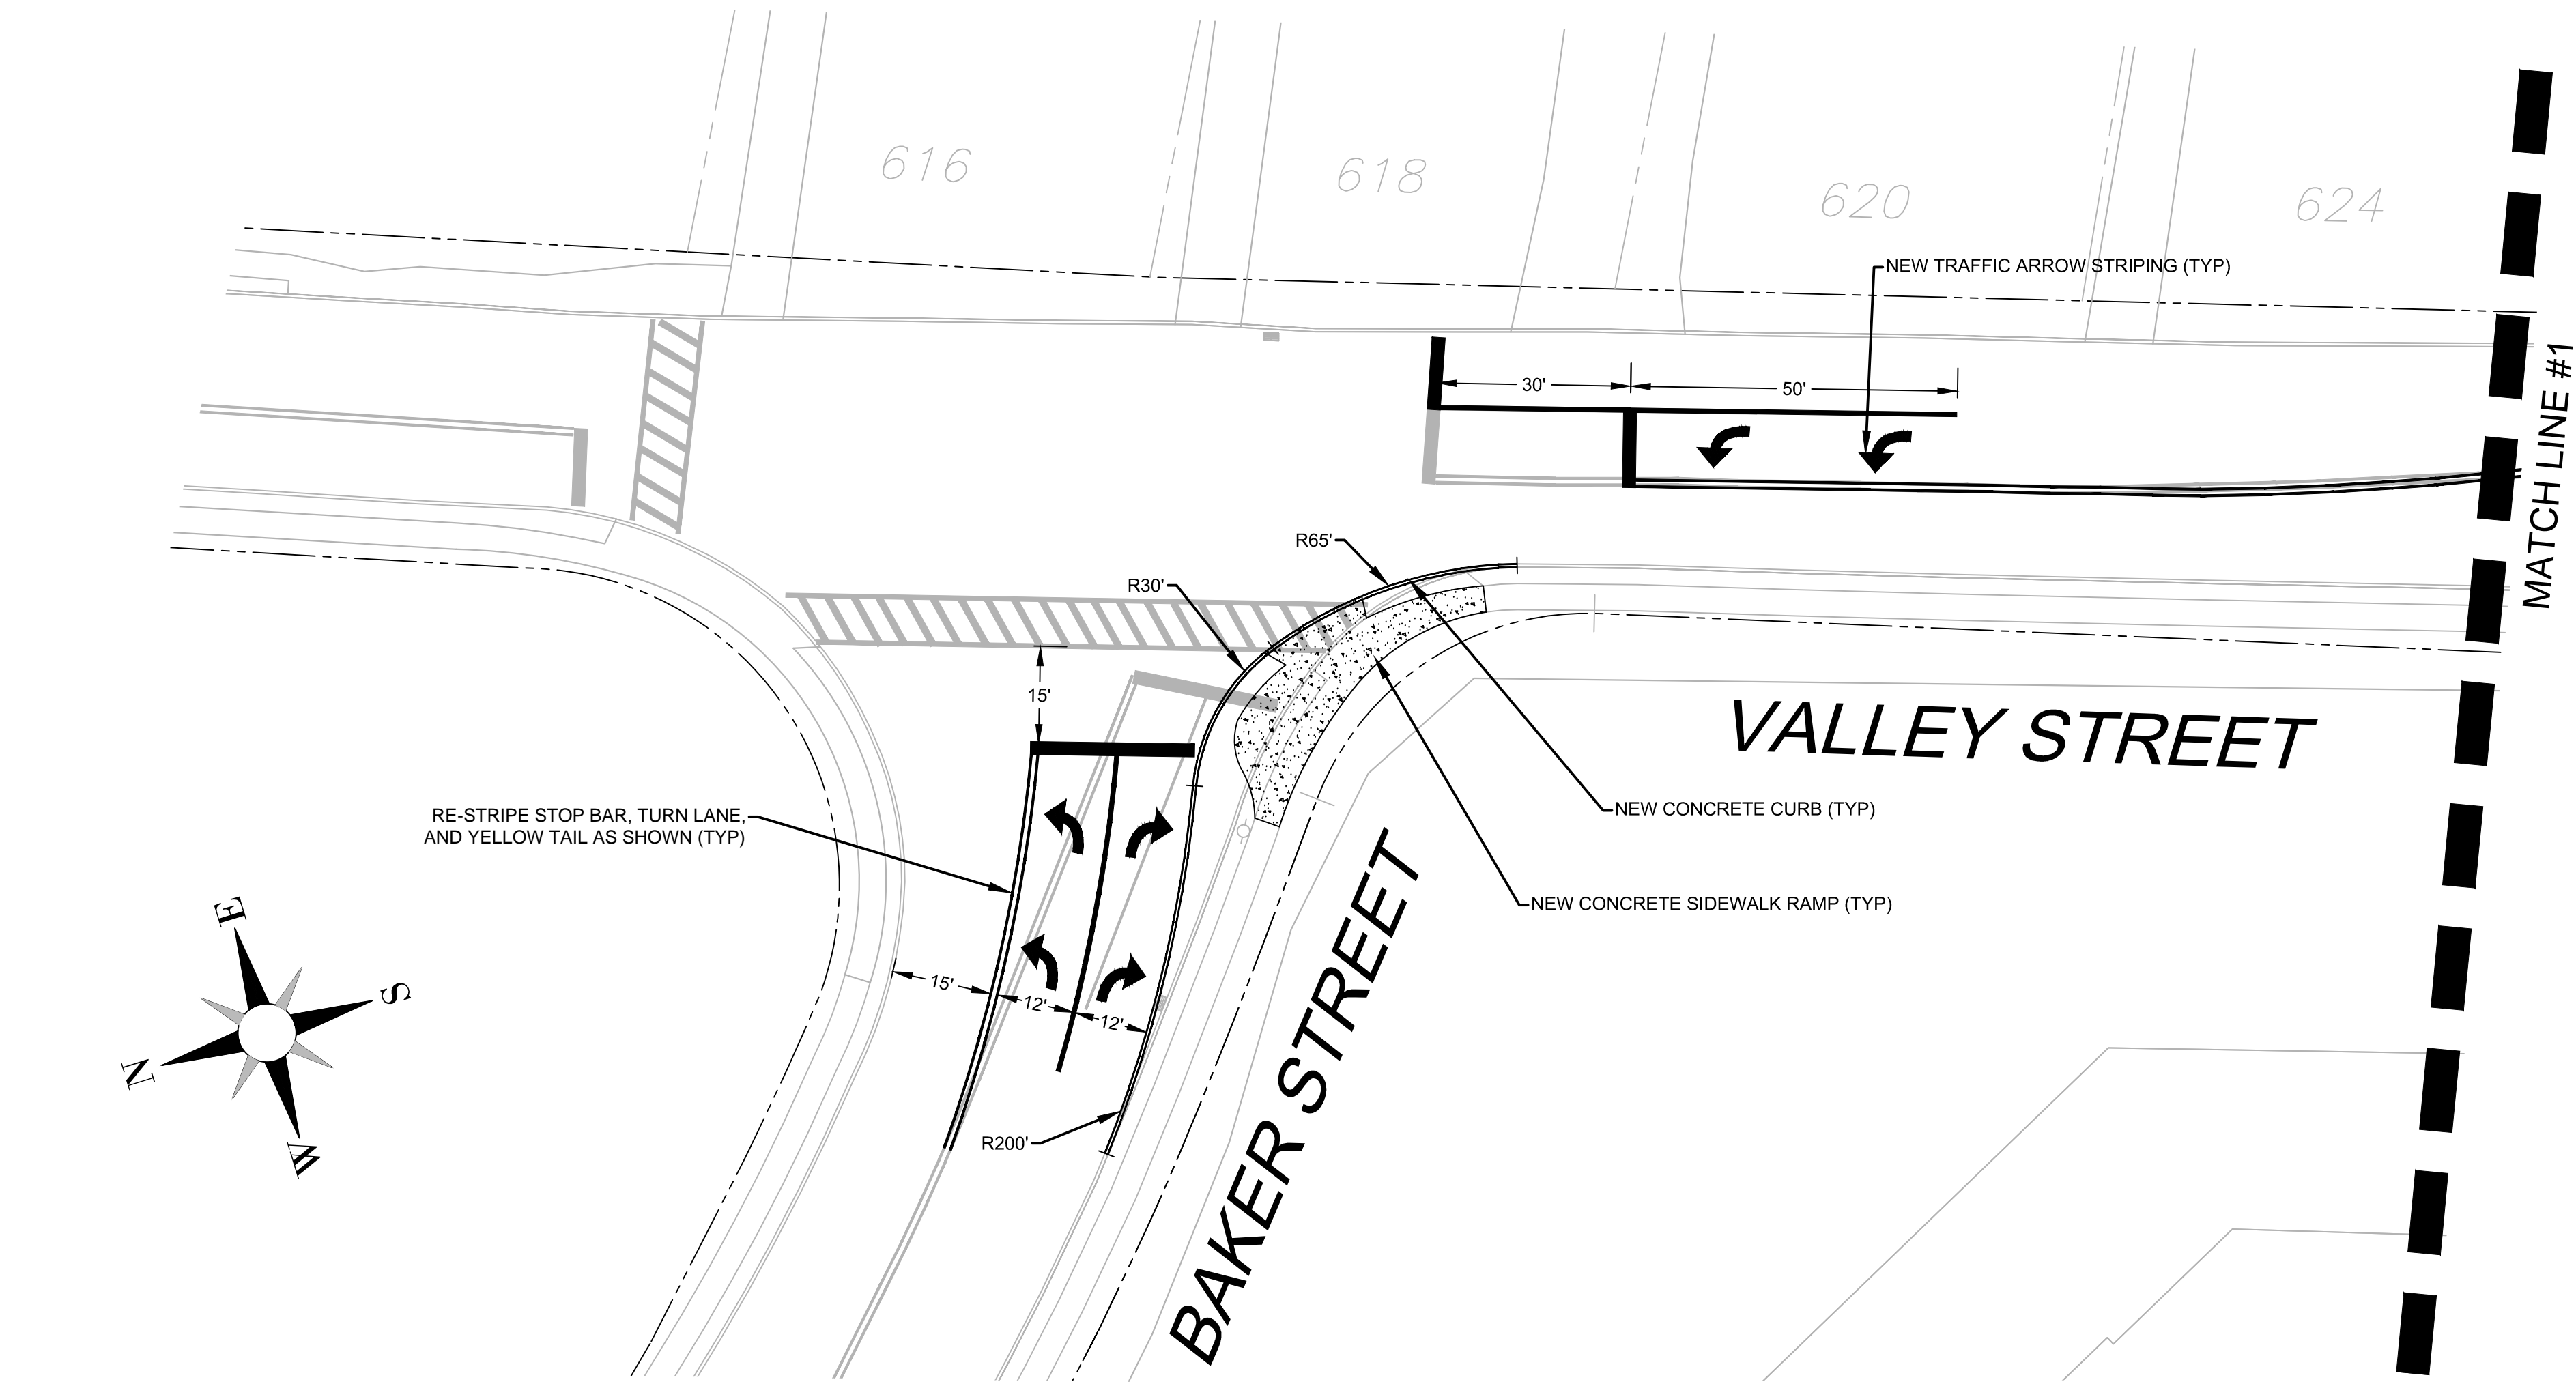 616
618
620
624
NEW TRAFFIC ARROW STRIPING (TYP)
MATCH LINE #1
30'
50'
R65'
R30'
15'
VALLEY STREET
RE-STRIPE STOP BAR, TURN LANE,
AND YELLOW TAIL AS SHOWN (TYP)
NEW CONCRETE CURB (TYP)
NEW CONCRETE SIDEWALK RAMP (TYP)
E
S
N
W
15'
12'
12'
R200'
BAKER STREET